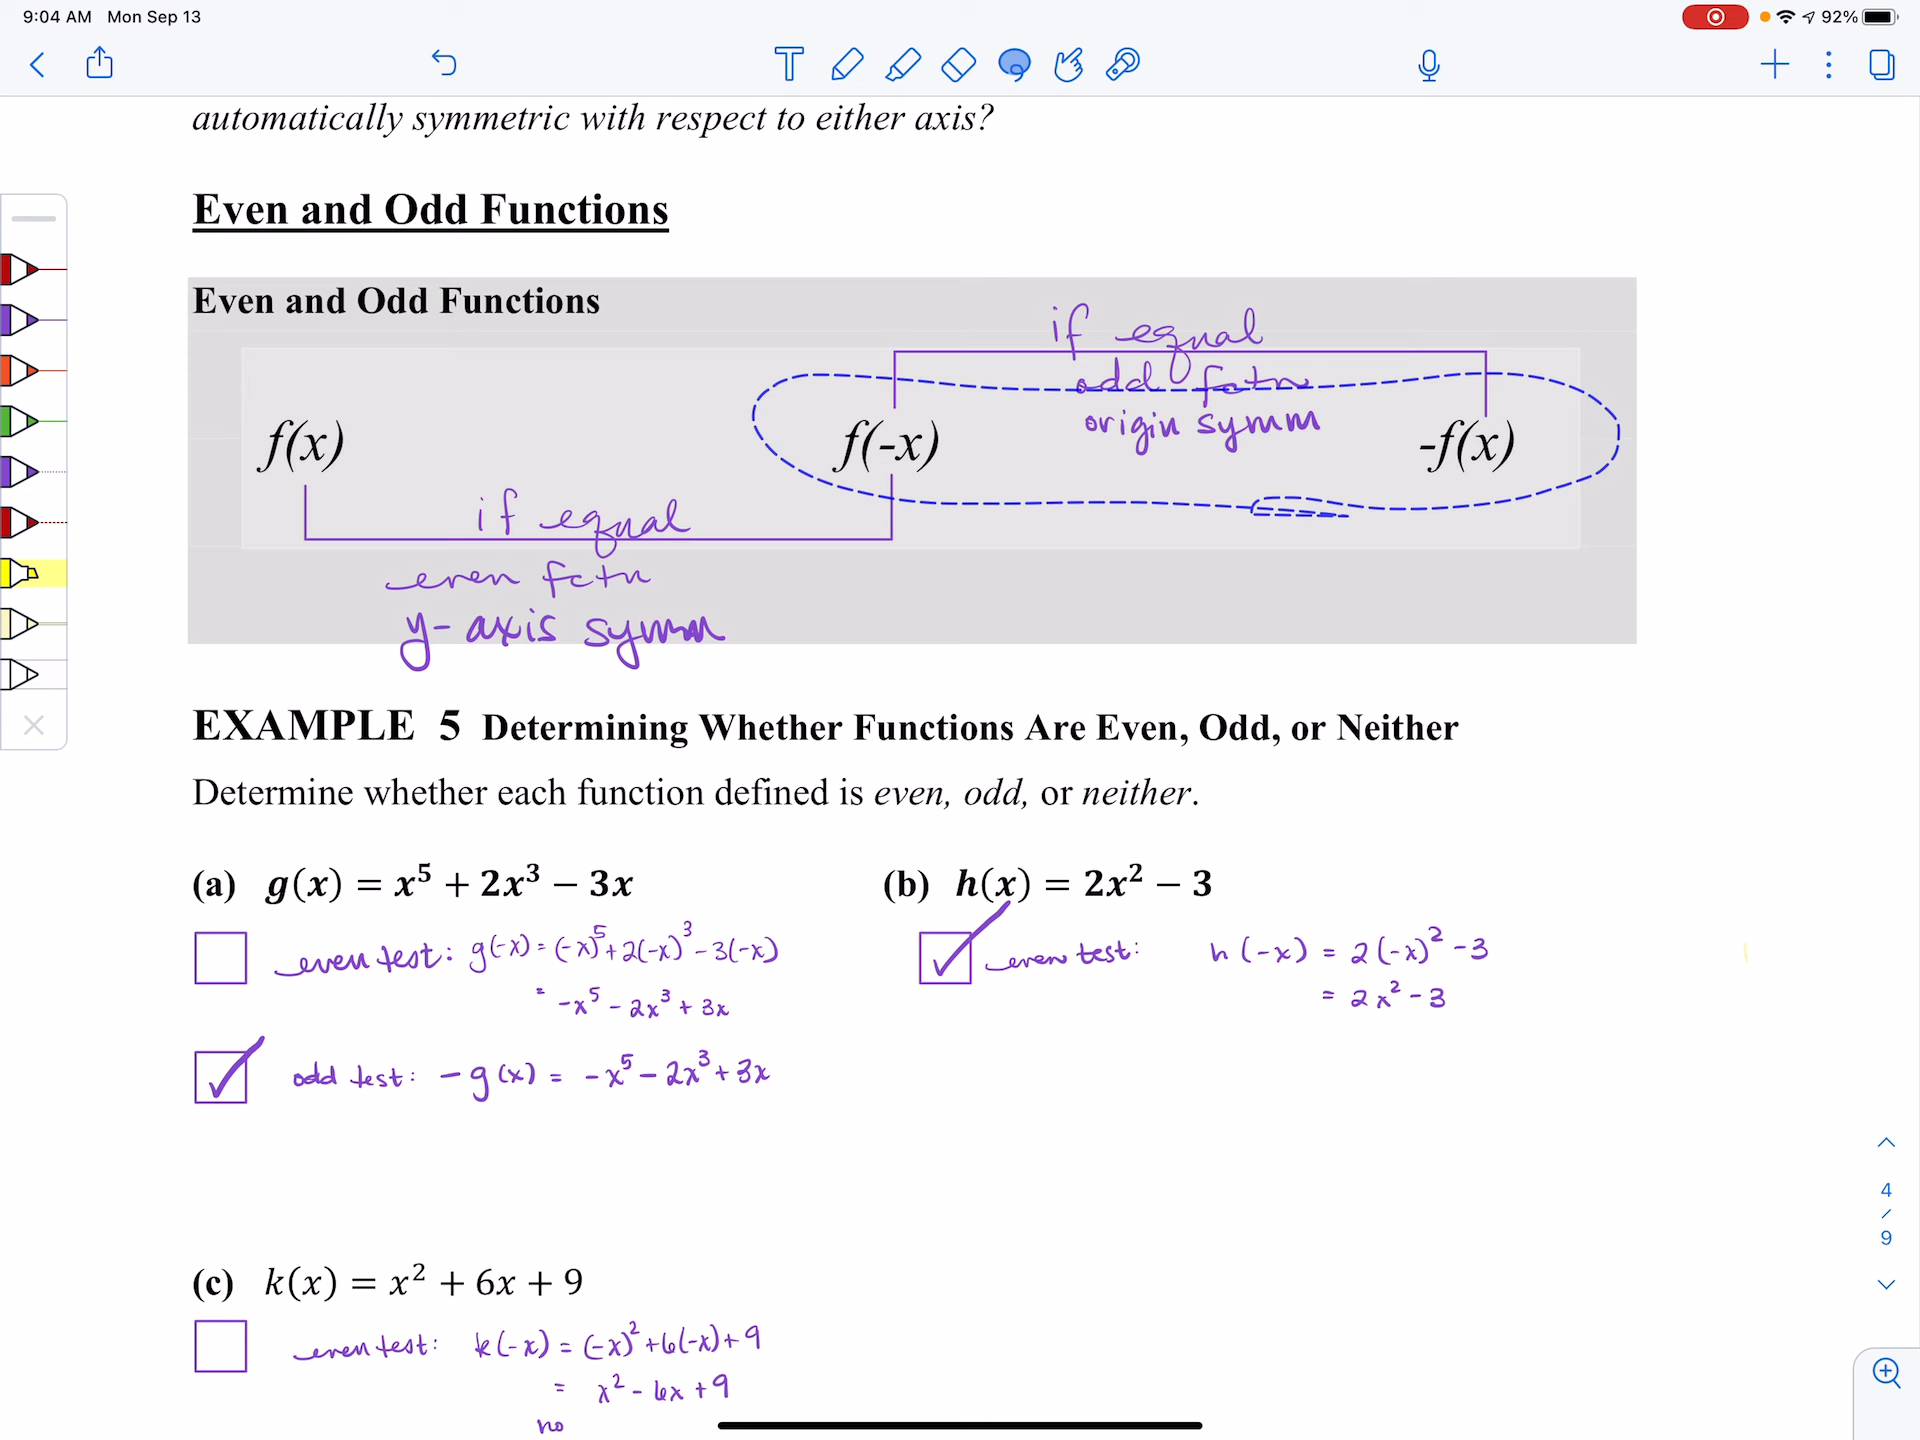 9:04 AM Mon Sep 13
92%
automatically symmetric with respect to either axis?
Even and Odd Functions
Even and Odd Functions
if equal
odd fctn
origin symm
f(x) f(-x) -f(x)
if equal
even fctn
y-axis symm
EXAMPLE 5 Determining Whether Functions Are Even, Odd, or Neither
Determine whether each function defined is even, odd, or neither.
(a) g(x) = x⁵ + 2x³ − 3x
even test: g(-x) = (-x)⁵ + 2(-x)³ - 3(-x)
= -x⁵ - 2x³ + 3x
odd test: -g(x) = -x⁵ - 2x³ + 3x
(b) h(x) = 2x² − 3
even test: h(-x) = 2(-x)² - 3
= 2x² - 3
(c) k(x) = x² + 6x + 9
even test: k(-x) = (-x)² + 6(-x) + 9
= x² - 6x + 9
no
4
/
9